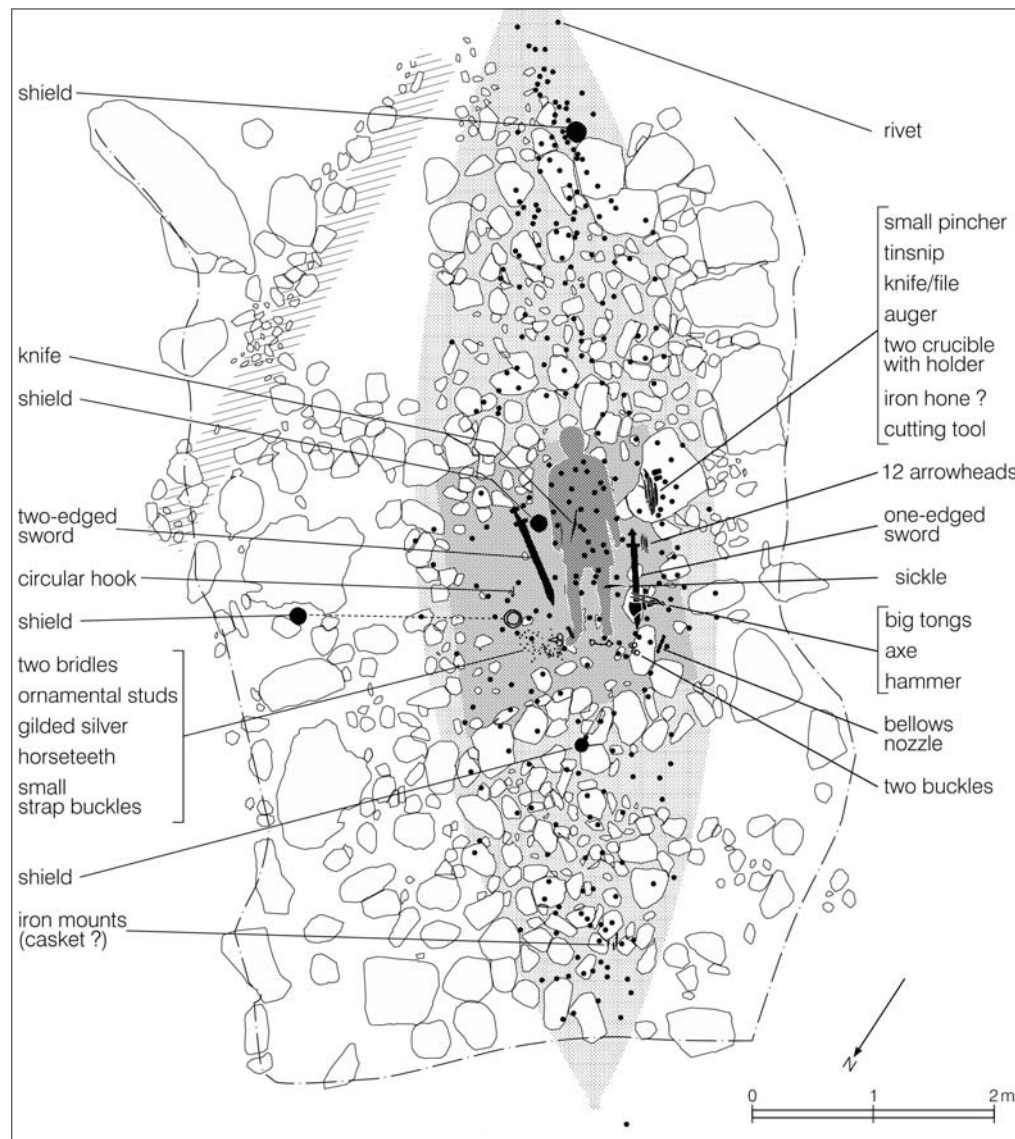 shield
knife
shield
two-edged
sword
circular hook
shield
two bridles
ornamental studs
gilded silver
horseteeth
small
strap buckles
shield
iron mounts
(casket ?)
rivet
small pincher
tinsnip
knife/file
auger
two crucible
with holder
iron hone ?
cutting tool
12 arrowheads
one-edged
sword
sickle
big tongs
axe
hammer
bellows
nozzle
two buckles
N
0 1 2 m